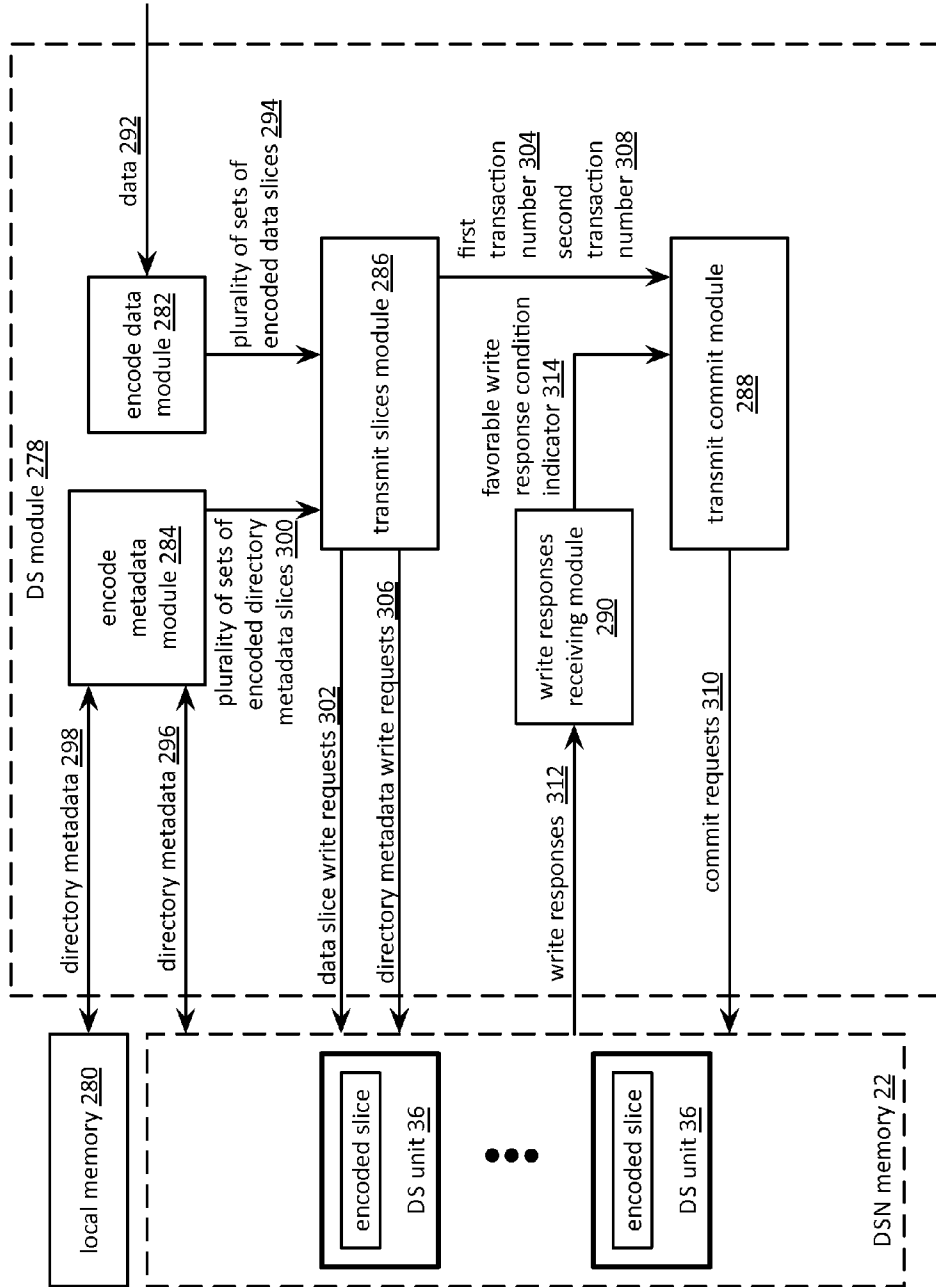 DS module 278
data 292
encode data
module 282
encode
metadata
module 284
plurality of sets of
encoded data slices 294
plurality of sets of
encoded directory
metadata slices 300
directory metadata 298
directory metadata 296
local memory 280
transmit slices module 286
data slice write requests 302
directory metadata write requests 306
first
transaction
number 304
second
transaction
number 308
favorable write
response condition
indicator 314
write responses
receiving module
290
write responses 312
transmit commit module
288
commit requests 310
encoded slice
DS unit 36
encoded slice
DS unit 36
DSN memory 22